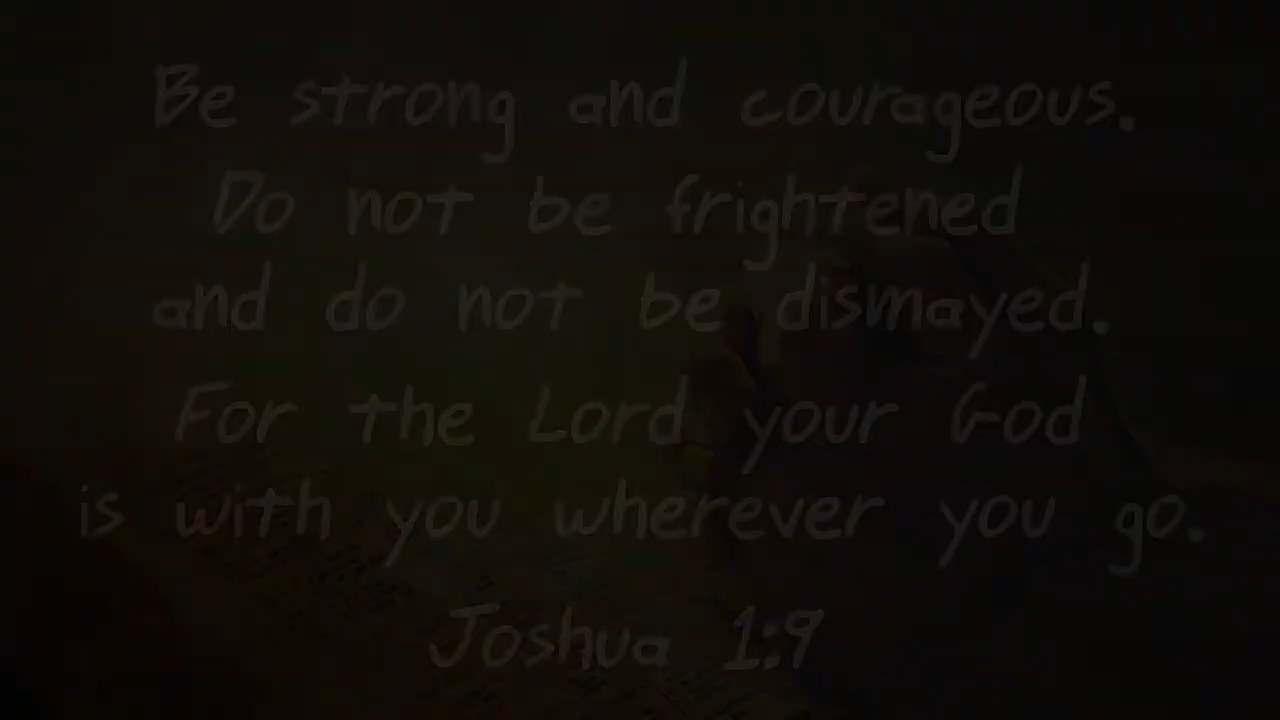 Be strong and courageous.
Do not be frightened
and do not be dismayed.
For the Lord your God
is with you wherever you go.
Joshua 1:9